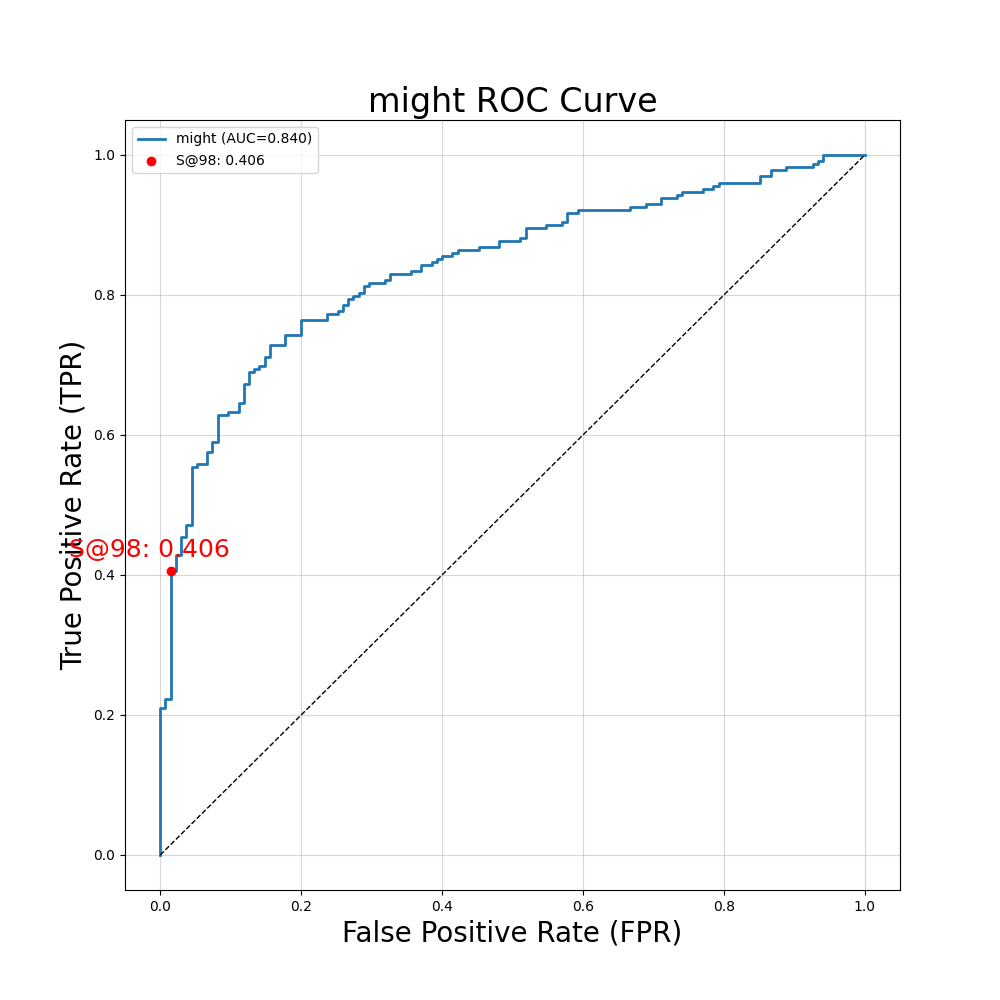 might ROC Curve
might (AUC=0.840)
S@98: 0.406
1.0
0.8
0.6
0.4
0.2
0.0
True Positive Rate (TPR)
S@98: 0.406
0.0 0.2 0.4 0.6 0.8 1.0
False Positive Rate (FPR)